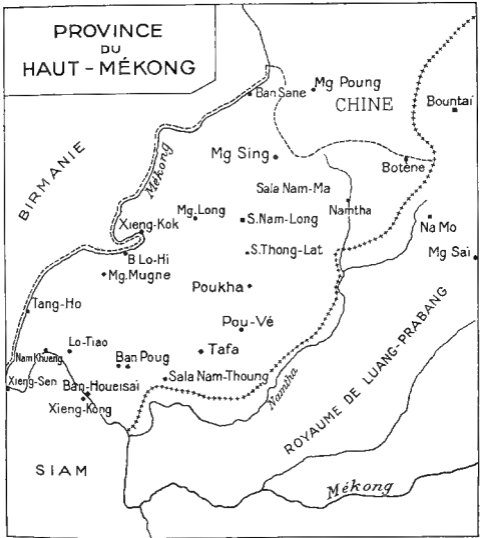 PROVINCE
DU
HAUT-MÉKONG
Ban Sane
Mg Poung
CHINE
Bountaï
BIRMANIE
Mékong
Mg Sing
Botène
Sala Nam-Ma
Mg.Long
S.Nam-Long
Namtha
Na Mo
Xieng-Kok
B Lo-Hi
S.Thong-Lat
Mg Saï
Mg.Mugne
Poukha
Tang-Ho
Pou-Vé
Lo-Tiao
Tafa
Nam Khueng
Ban Poug
Xieng-Sen
Ban-Houeisai
Sala Nam-Thoung
Namtha
Xieng-Kong
ROYAUME DE LUANG-PRABANG
SIAM
Mékong